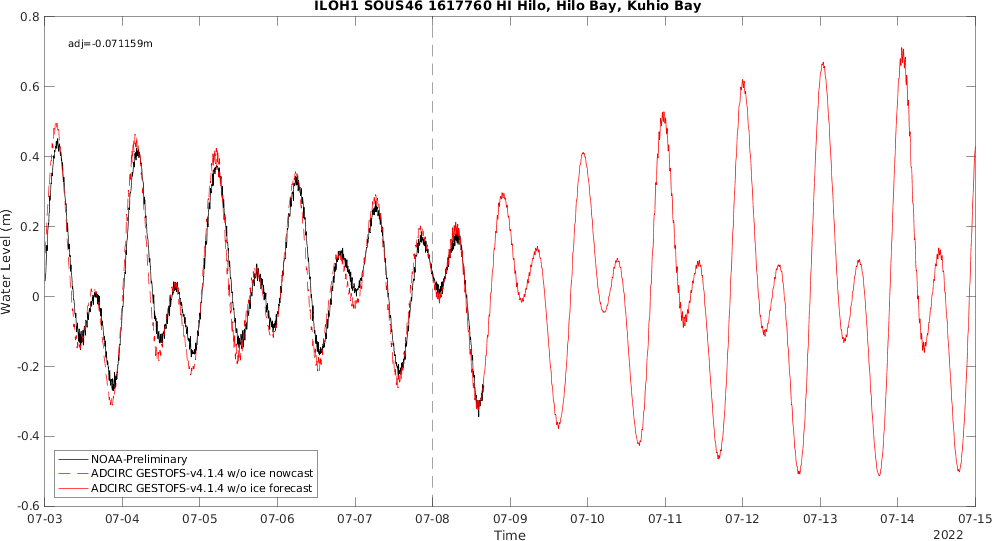 ILOH1 SOUS46 1617760 HI Hilo, Hilo Bay, Kuhio Bay
adj=-0.071159m
0.8
0.6
0.4
0.2
0
-0.2
-0.4
-0.6
Water Level (m)
NOAA-Preliminary
ADCIRC GESTOFS-v4.1.4 w/o ice nowcast
ADCIRC GESTOFS-v4.1.4 w/o ice forecast
07-03 07-04 07-05 07-06 07-07 07-08 07-09 07-10 07-11 07-12 07-13 07-14 07-15
Time
2022